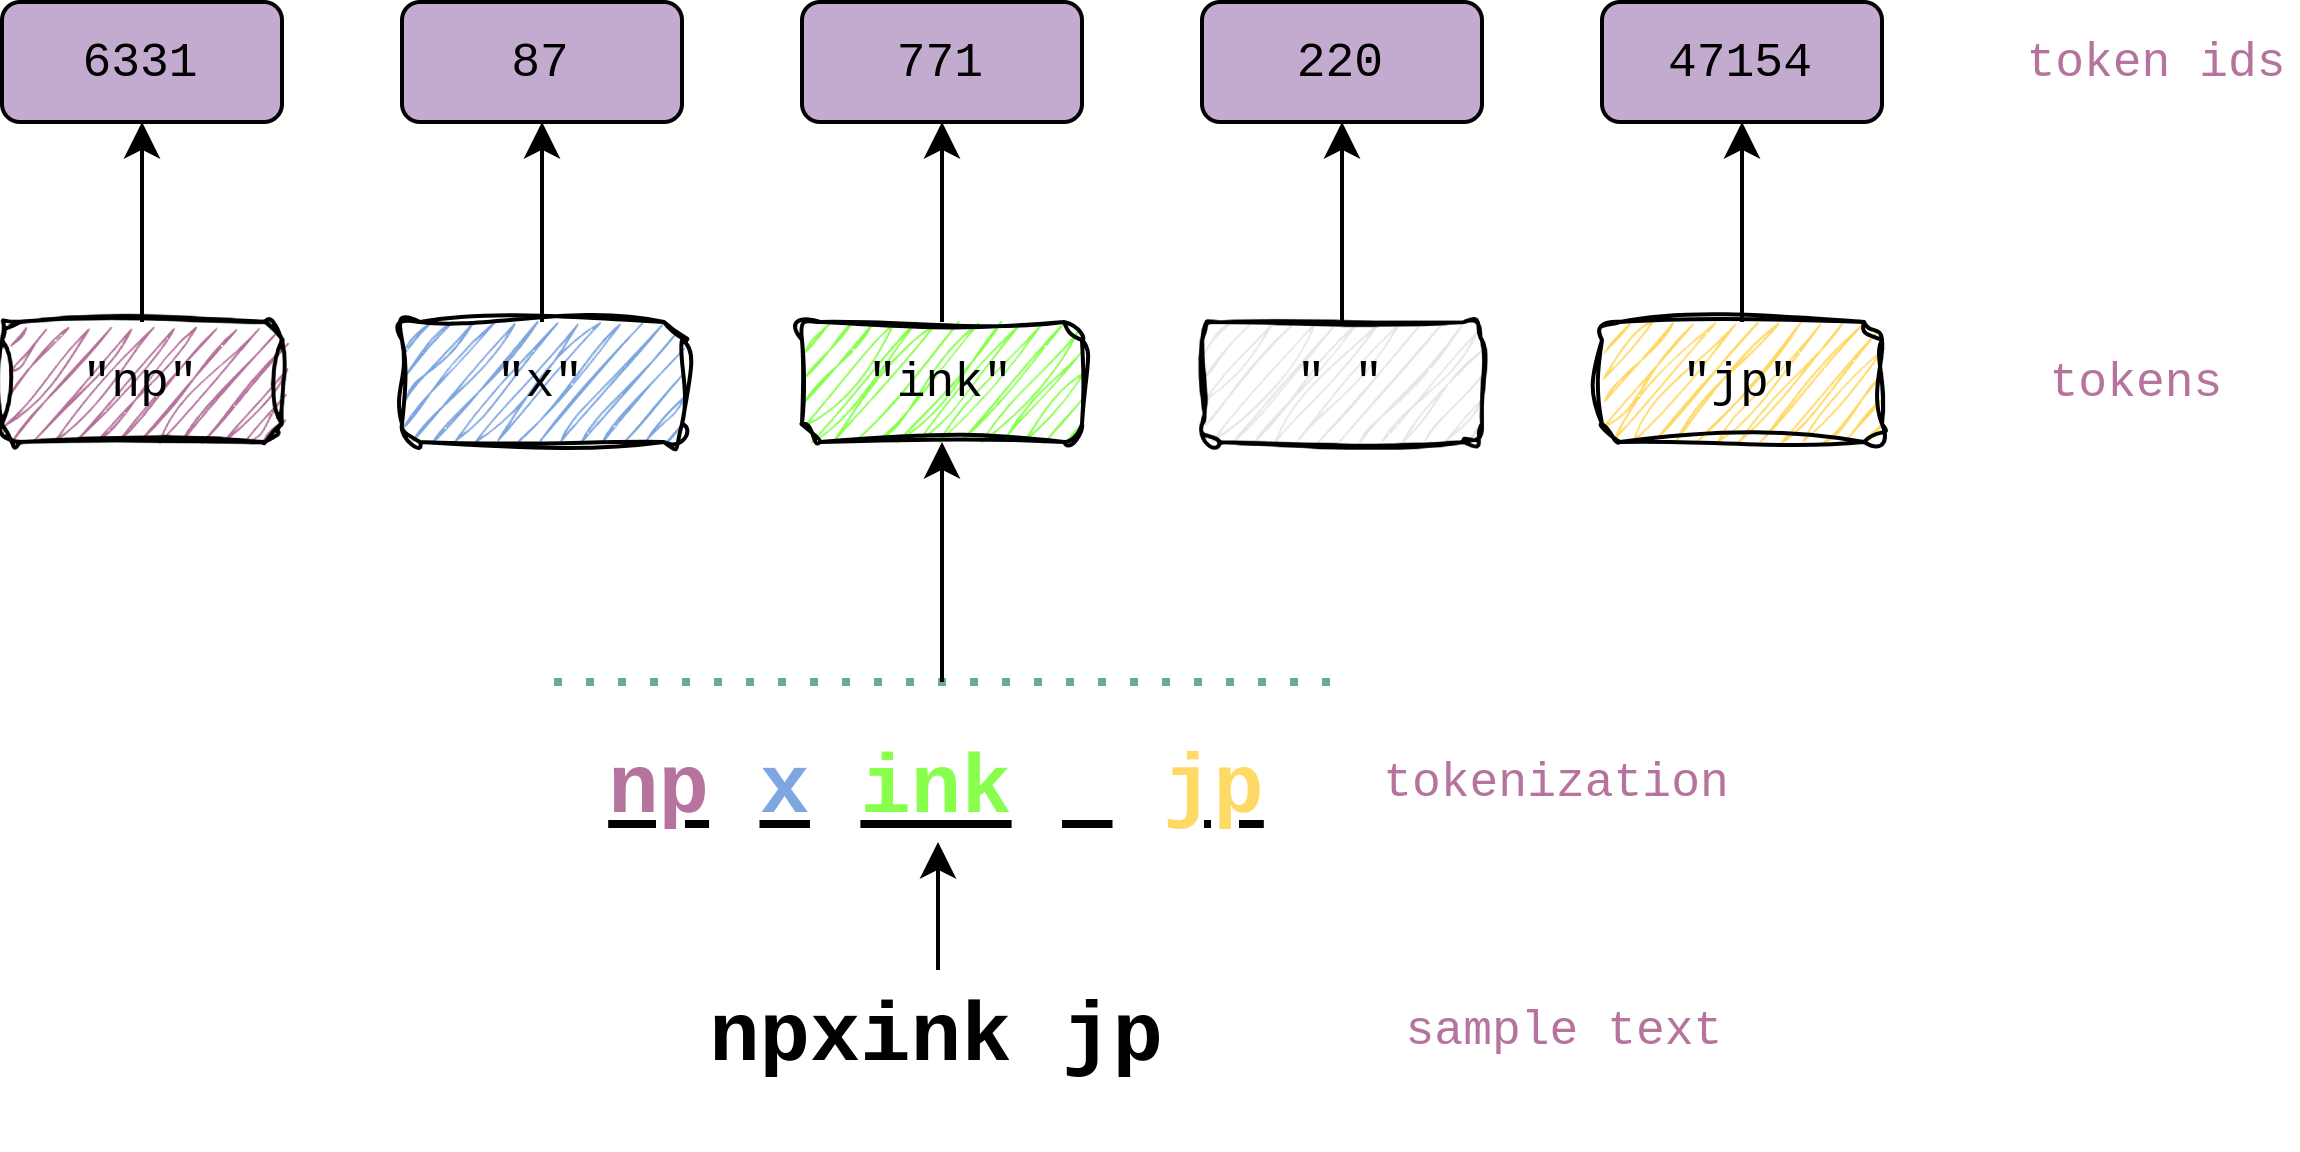 6331 87 771 220 47154 token ids
"np" "x" "ink" " " "jp" tokens
np x ink _ jp tokenization
npxink jp sample text